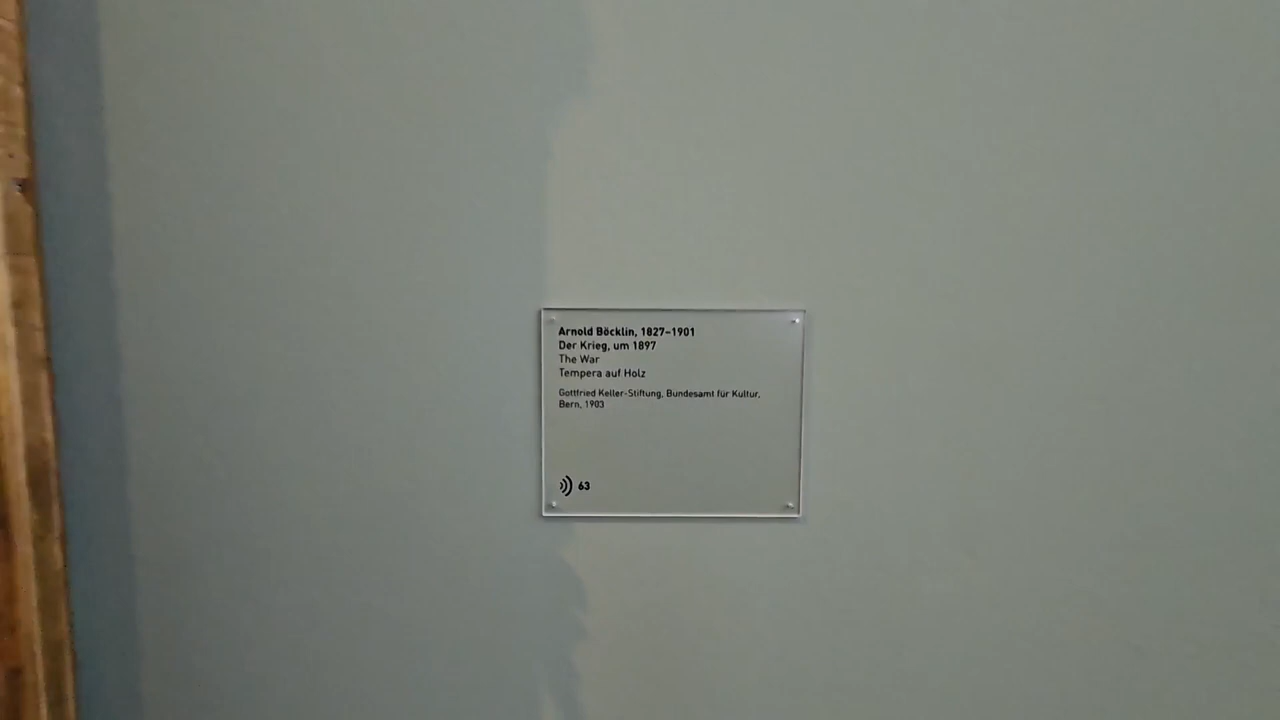 Arnold Böcklin, 1827–1901
Der Krieg, um 1897
The War
Tempera auf Holz
Gottfried Keller-Stiftung, Bundesamt für Kultur,
Bern, 1903
63